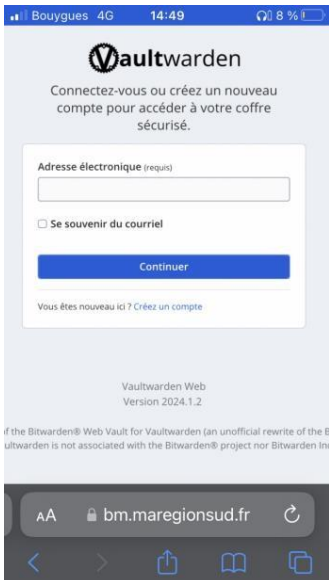 Bouygues 4G 14:49 8 %
Vaultwarden
Connectez-vous ou créez un nouveau
compte pour accéder à votre coffre
sécurisé.
Adresse électronique (requis)
Se souvenir du courriel
Continuer
Vous êtes nouveau ici ? Créez un compte
Vaultwarden Web
Version 2024.1.2
of the Bitwarden® Web Vault for Vaultwarden (an unofficial rewrite of the B
ultwarden is not associated with the Bitwarden® project nor Bitwarden Inc
AA bm.maregionsud.fr